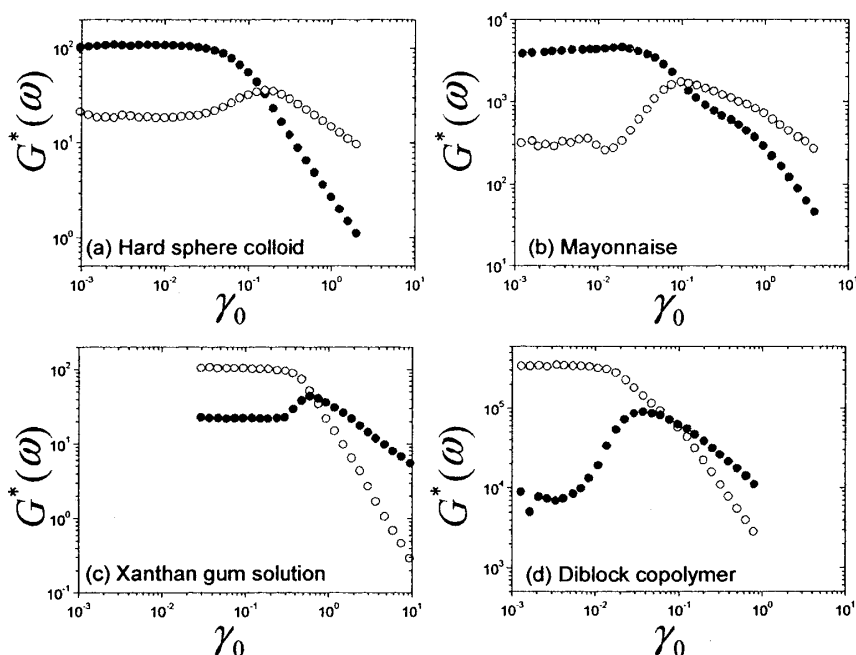 G*(ω)
10²
10¹
10⁰
(a) Hard sphere colloid
10⁻³ 10⁻² 10⁻¹ 10⁰ 10¹
γ₀
G*(ω)
10⁴
10³
10²
10¹
(b) Mayonnaise
10⁻³ 10⁻² 10⁻¹ 10⁰ 10¹
γ₀
G*(ω)
10²
10¹
10⁰
10⁻¹
(c) Xanthan gum solution
10⁻³ 10⁻² 10⁻¹ 10⁰ 10¹
γ₀
G*(ω)
10⁵
10⁴
10³
(d) Diblock copolymer
10⁻³ 10⁻² 10⁻¹ 10⁰ 10¹
γ₀